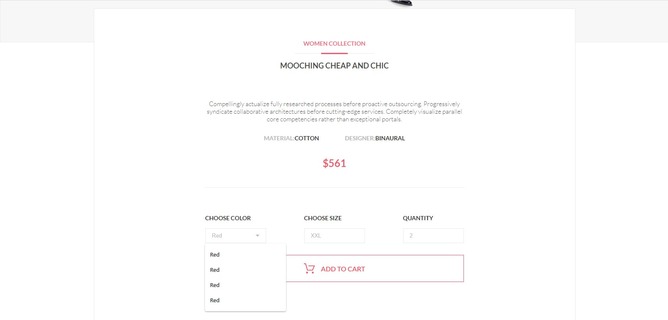 WOMEN COLLECTION
MOOCHING CHEAP AND CHIC
Compellingly actualize fully researched processes before proactive outsourcing. Progressively
syndicate collaborative architectures before cutting-edge services. Completely visualize parallel
core competencies rather than exceptional portals.
MATERIAL:COTTON DESIGNER:BINAURAL
$561
CHOOSE COLOR CHOOSE SIZE QUANTITY
Red XXL 2
Red
Red
Red
Red
ADD TO CART